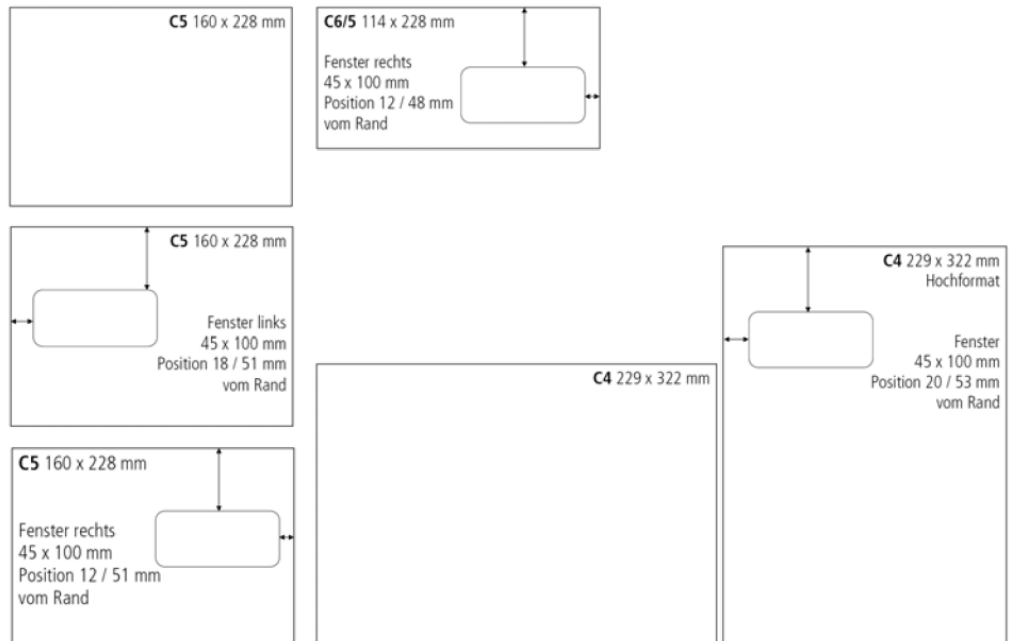 C5 160 x 228 mm
C6/5 114 x 228 mm
Fenster rechts
45 x 100 mm
Position 12 / 48 mm
vom Rand
C5 160 x 228 mm
Fenster links
45 x 100 mm
Position 18 / 51 mm
vom Rand
C4 229 x 322 mm
Hochformat
Fenster
45 x 100 mm
Position 20 / 53 mm
vom Rand
C4 229 x 322 mm
C5 160 x 228 mm
Fenster rechts
45 x 100 mm
Position 12 / 51 mm
vom Rand